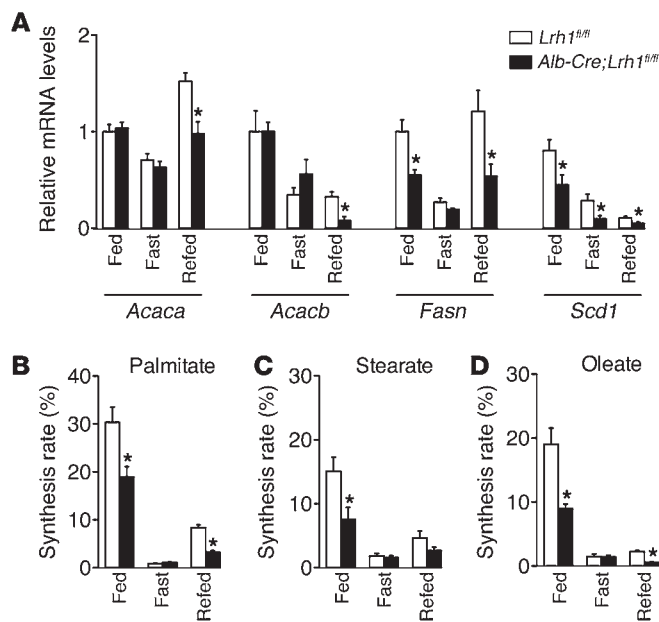 A
Lrh1fl/fl
Alb-Cre;Lrh1fl/fl
Relative mRNA levels
2
1
0
* * * * * * *
Fed Fast Refed Fed Fast Refed Fed Fast Refed Fed Fast Refed
Acaca Acacb Fasn Scd1
B Palmitate
Synthesis rate (%)
40
30
20
10
0
* *
Fed Fast Refed
C Stearate
Synthesis rate (%)
30
20
10
0
*
Fed Fast Refed
D Oleate
Synthesis rate (%)
30
20
10
0
* *
Fed Fast Refed